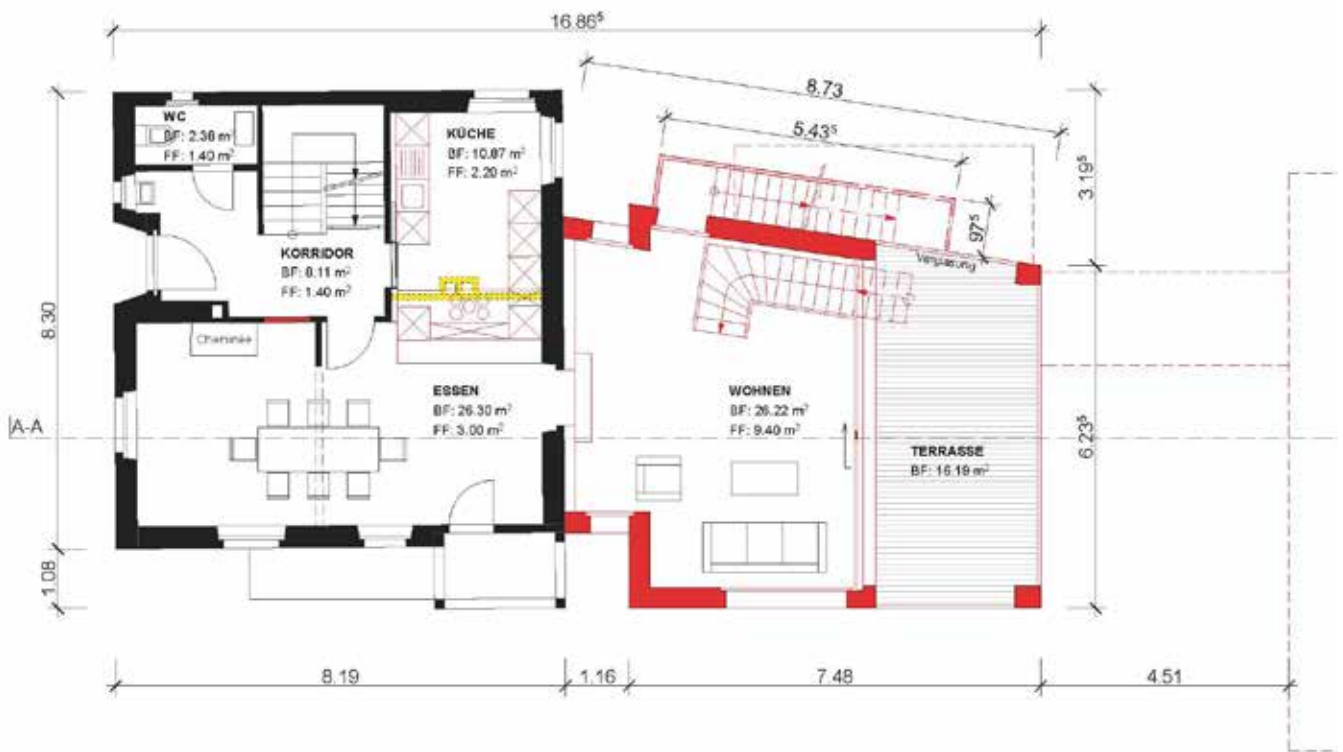 16.86⁵
8.73
5.43⁵
3.19⁵
97⁵
WC
BF: 2.36 m²
FF: 1.40 m²
KÜCHE
BF: 10.87 m²
FF: 2.20 m²
KORRIDOR
BF: 8.11 m²
FF: 1.40 m²
Verglasung
8.30
Cheminée
ESSEN
BF: 26.30 m²
FF: 3.00 m²
WOHNEN
BF: 26.22 m²
FF: 9.40 m²
A-A
TERRASSE
BF: 16.19 m²
6.23⁵
1.08
8.19
1.16
7.48
4.51